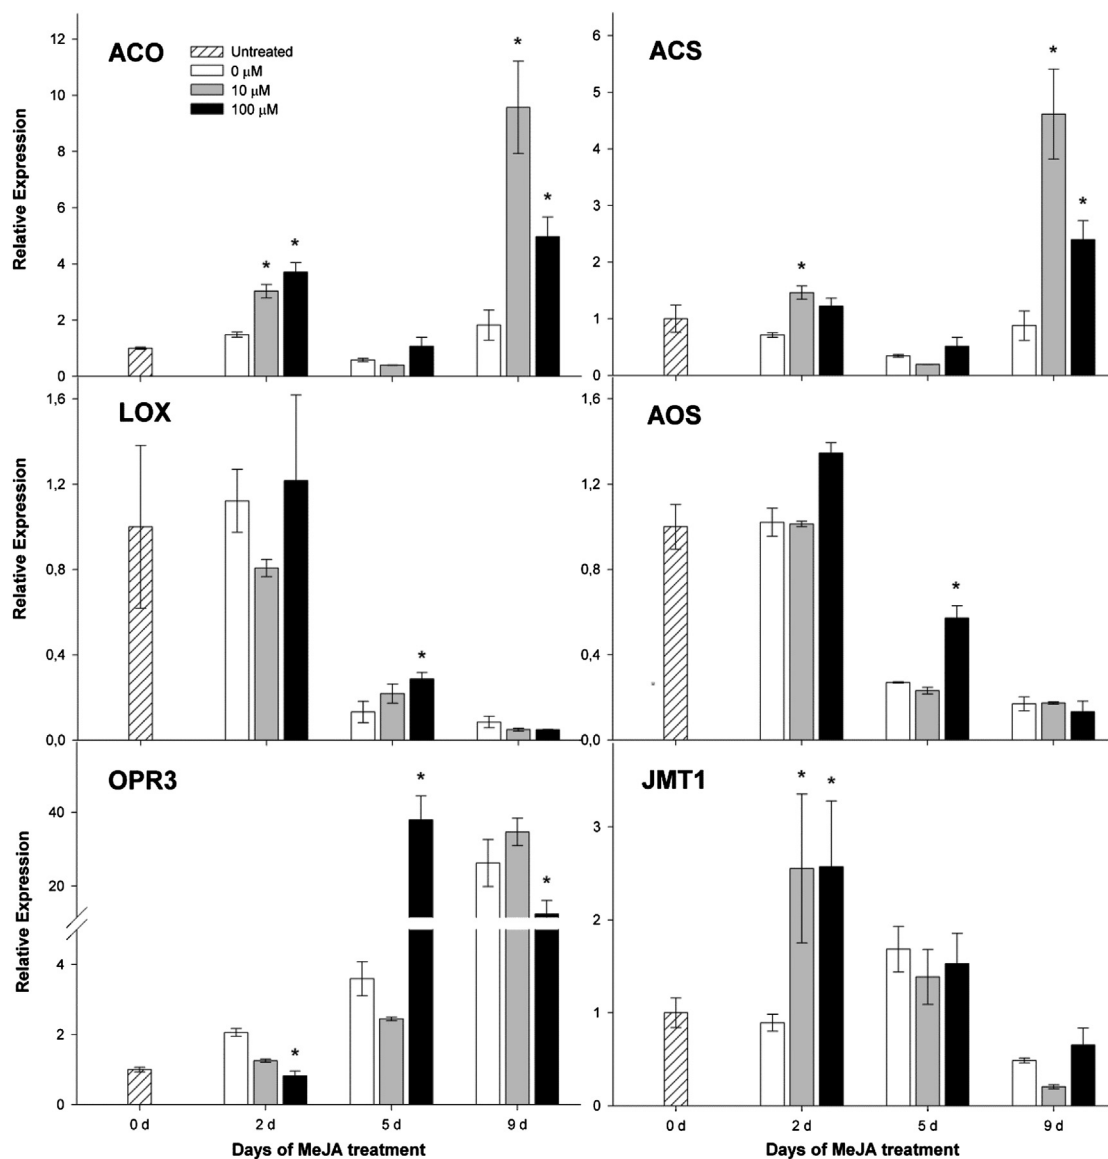 ACO
Untreated
0 μM
10 μM
100 μM
12
10
8
6
4
2
0
Relative Expression
* * * *
ACS
6
5
4
3
2
1
0
* * *
LOX
1,6
1,2
0,8
0,4
0,0
Relative Expression
*
AOS
1,6
1,2
0,8
0,4
0,0
*
OPR3
40
20
4
2
0
Relative Expression
* * *
0 d 2 d 5 d 9 d
Days of MeJA treatment
JMT1
3
2
1
0
* *
0 d 2 d 5 d 9 d
Days of MeJA treatment